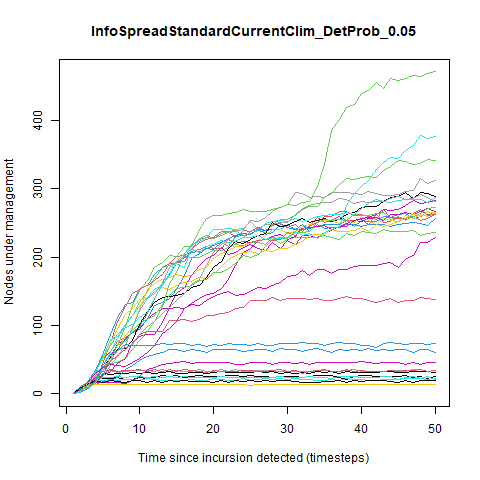 InfoSpreadStandardCurrentClim_DetProb_0.05
Nodes under management
400
300
200
100
0
0 10 20 30 40 50
Time since incursion detected (timesteps)